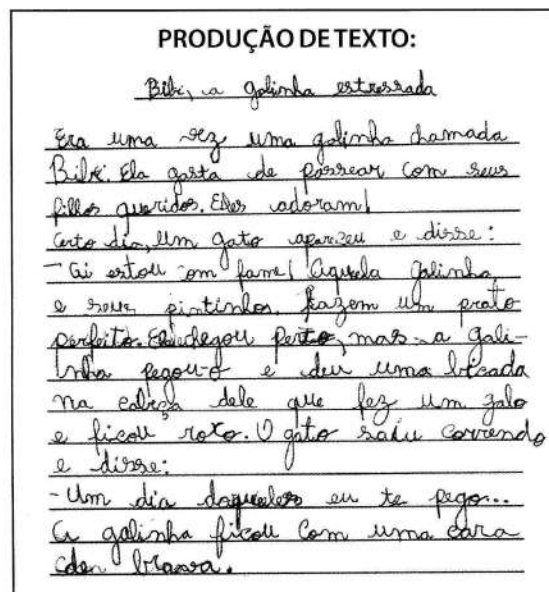 PRODUÇÃO DE TEXTO:
Bibi, a galinha estressada
Era uma vez uma galinha chamada
Bibi. Ela gosta de passear com seus
filhos queridos. Eles adoram!
Certo dia, um gato apareceu e disse:
- Ai estou com fame! Aquela galinha
e seus pintinhos fazem um prato
perfeito. Ele chegou perto, mas a gali-
nha pegou-o e deu uma bicada
na cabeça dele que fez um galo
e ficou roxo. O gato saiu correndo
e disse:
- Um dia daqueles eu te pego...
A galinha ficou com uma cara
de brava.